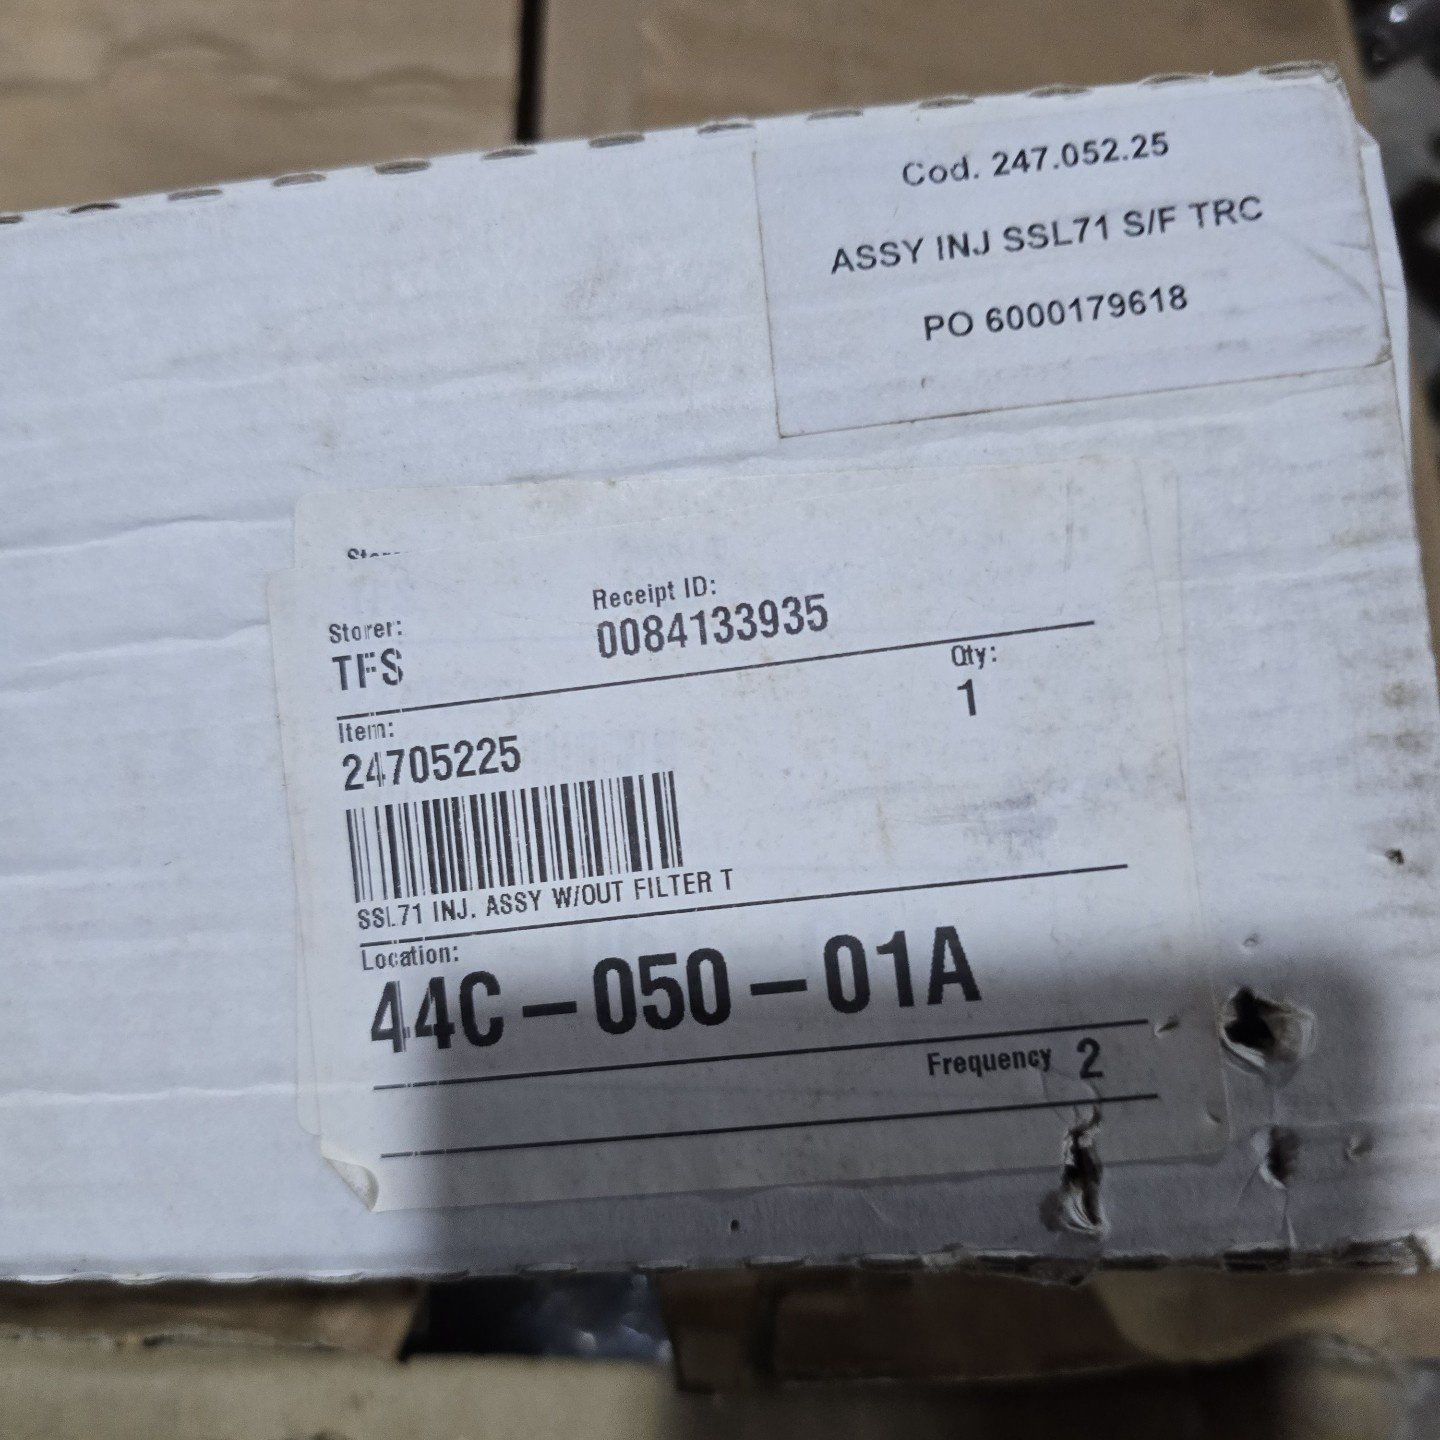 Cod. 247.052.25
ASSY INJ SSL71 S/F TRC
PO 6000179618
Storer:
TFS
Receipt ID:
0084133935
Item:
24705225
Qty:
1
SSL71 INJ. ASSY W/OUT FILTER T
Location:
44C-050-01A
Frequency 2